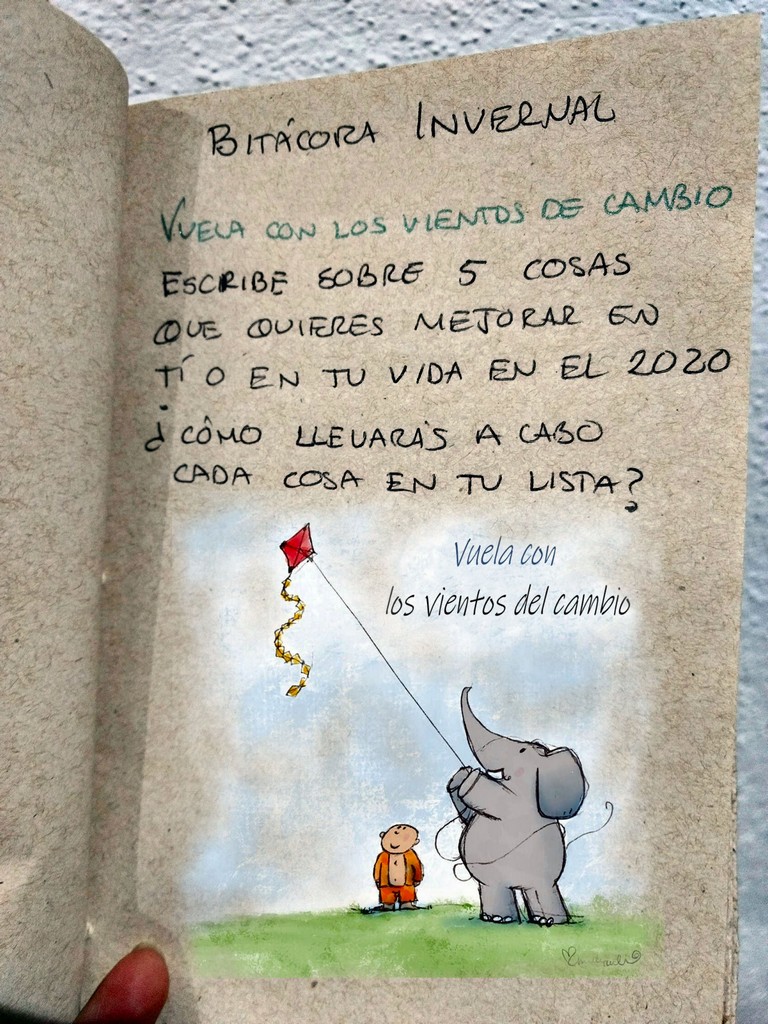 BITÁCORA INVERNAL
VUELA CON LOS VIENTOS DE CAMBIO
ESCRIBE SOBRE 5 COSAS
QUE QUIERES MEJORAR EN
TÍ O EN TU VIDA EN EL 2020
¿CÓMO LLEVARÁS A CABO
CADA COSA EN TU LISTA?
Vuela con
los vientos del cambio